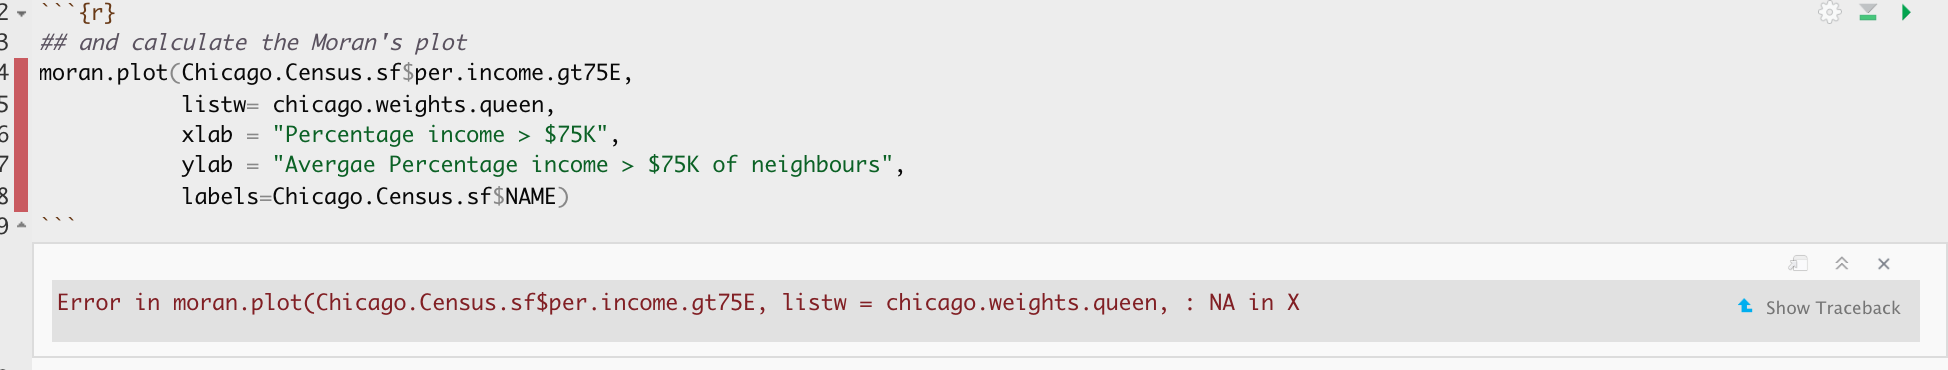 2 ```{r}
3 ## and calculate the Moran's plot
4 moran.plot(Chicago.Census.sf$per.income.gt75E,
5 listw= chicago.weights.queen,
6 xlab = "Percentage income > $75K",
7 ylab = "Avergae Percentage income > $75K of neighbours",
8 labels=Chicago.Census.sf$NAME)
9 ```
Error in moran.plot(Chicago.Census.sf$per.income.gt75E, listw = chicago.weights.queen, : NA in X
Show Traceback